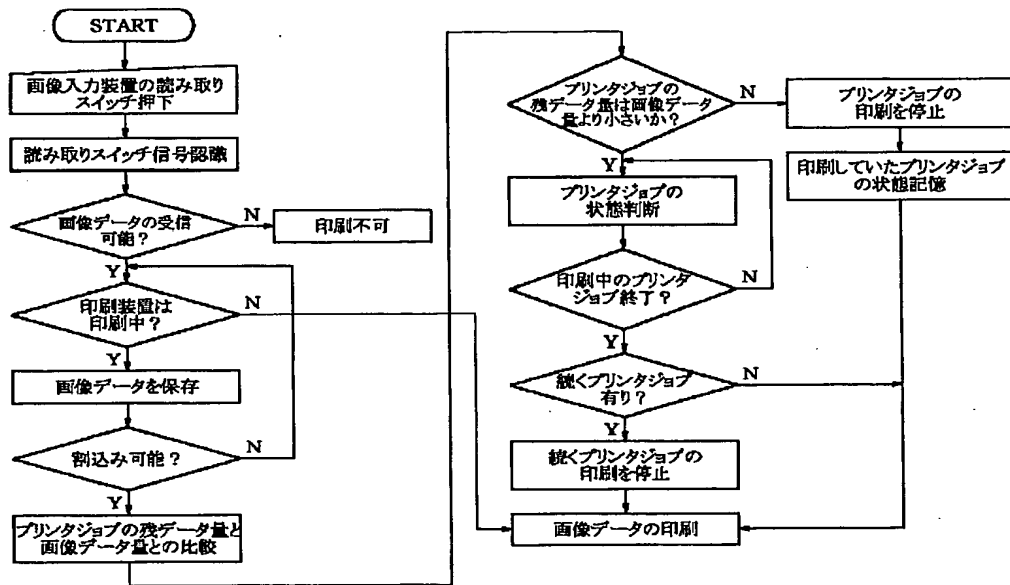 START
画像入力装置の読み取り
スイッチ押下
読み取りスイッチ信号認識
画像データの受信
可能?
N
印刷不可
Y
印刷装置は
印刷中?
N
Y
画像データを保存
割込み可能?
N
Y
プリンタジョブの残データ量と
画像データ量との比較
プリンタジョブの
残データ量は画像データ
量より小さいか?
N
プリンタジョブの
印刷を停止
印刷していたプリンタジョブ
の状態記憶
Y
プリンタジョブの
状態判断
印刷中のプリンタ
ジョブ終了?
N
Y
続くプリンタジョブ
有り?
N
Y
続くプリンタジョブの
印刷を停止
画像データの印刷